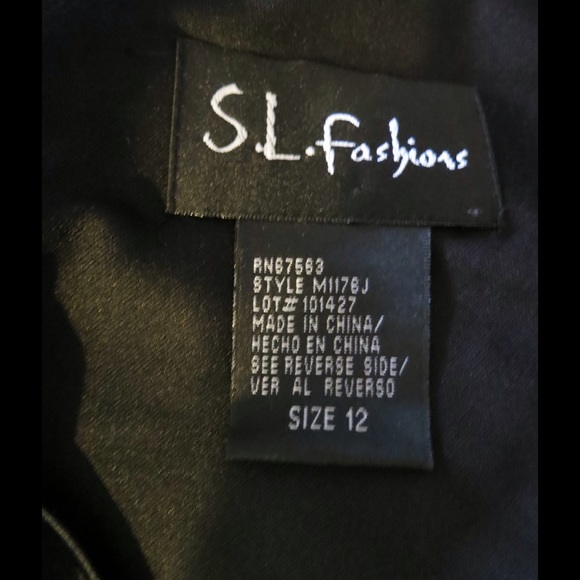 S.L. Fashions
RN67563
STYLE M1176J
LOT# 101427
MADE IN CHINA/
HECHO EN CHINA
SEE REVERSE SIDE/
VER AL REVERSO
SIZE 12